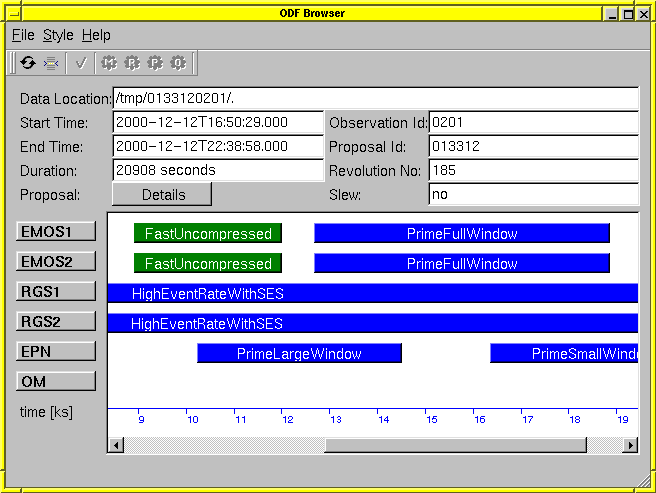 ODF Browser
File Style Help
Data Location: /tmp/0133120201/.
Start Time: 2000-12-12T16:50:29.000 Observation Id: 0201
End Time: 2000-12-12T22:38:58.000 Proposal Id: 013312
Duration: 20908 seconds Revolution No: 185
Proposal: Details Slew: no
EMOS1 FastUncompressed PrimeFullWindow
EMOS2 FastUncompressed PrimeFullWindow
RGS1 HighEventRateWithSES
RGS2 HighEventRateWithSES
EPN PrimeLargeWindow PrimeSmallWind
OM
time [ks] 9 10 11 12 13 14 15 16 17 18 19